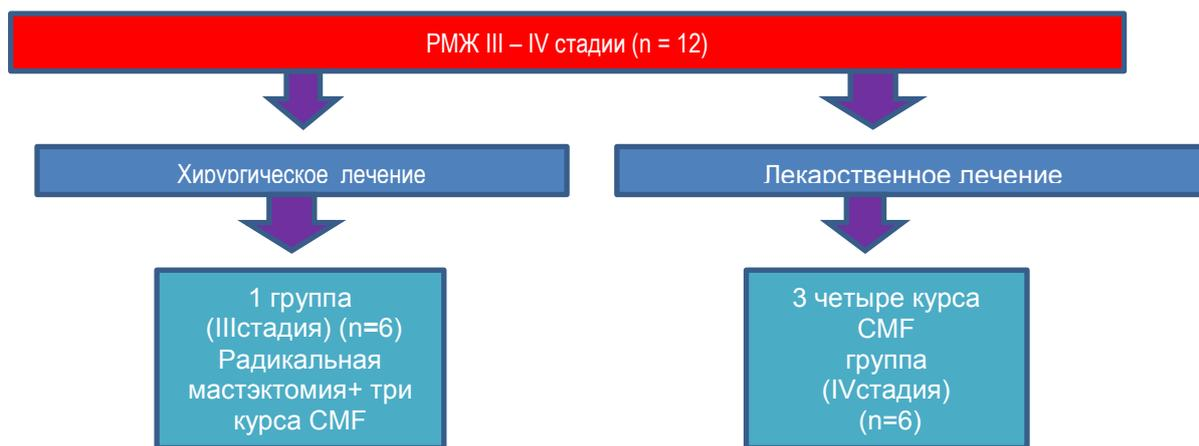 РМЖ III – IV стадии (n = 12)
Хирургическое лечение
Лекарственное лечение
1 группа
(IIIстадия) (n=6)
Радикальная
мастэктомия+ три
курса CMF
3 четыре курса
CMF
группа
(IVстадия)
(n=6)